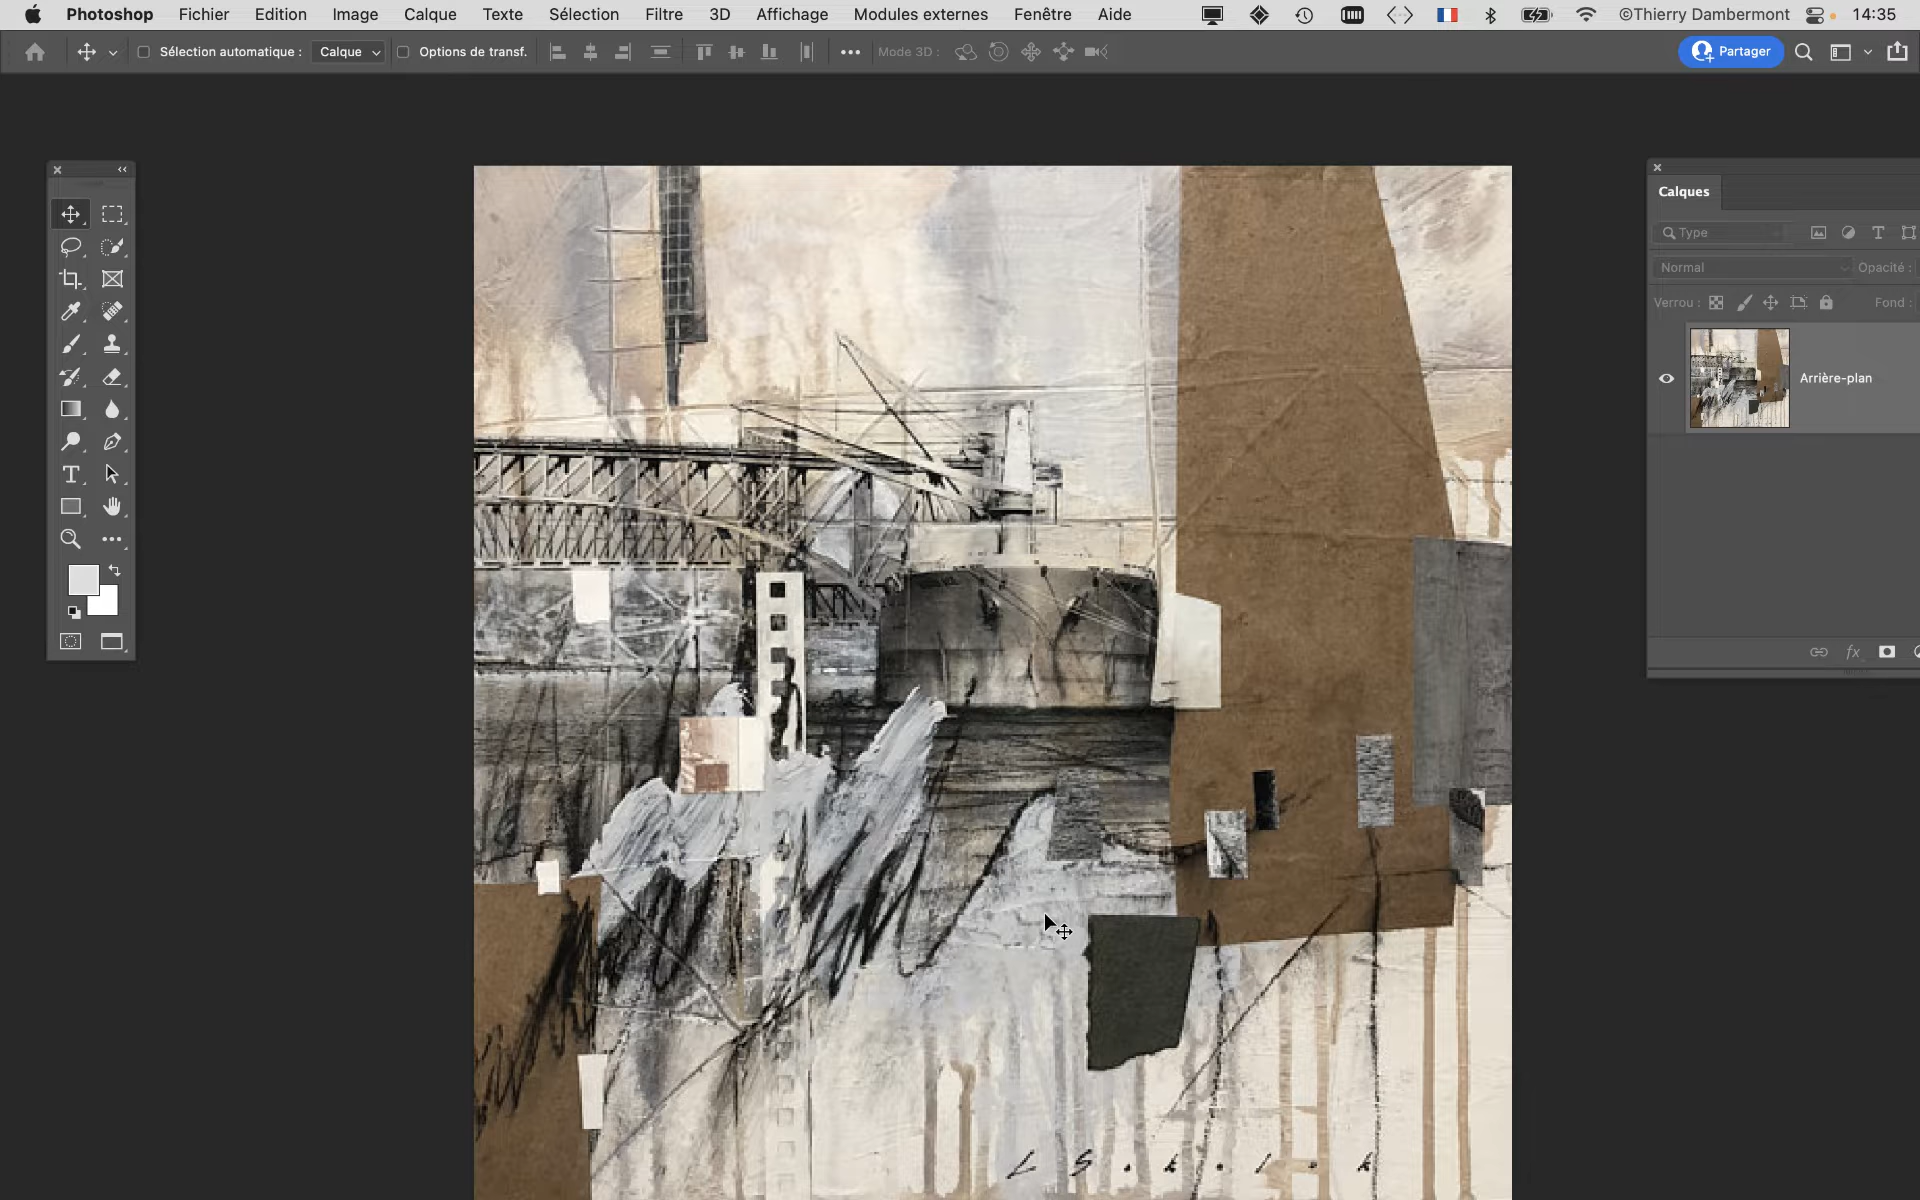 Photoshop Fichier Edition Image Calque Texte Sélection Filtre 3D Affichage Modules externes Fenêtre Aide ©Thierry Dambermont 14:35
Sélection automatique : Calque Options de transf. Mode 3D : Partager
Calques
Type
Normal Opacité :
Verrou : Fond :
Arrière-plan
fx